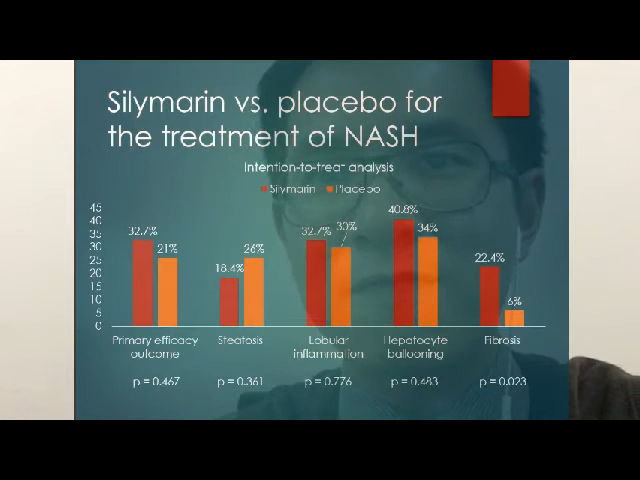 Silymarin vs. placebo for
the treatment of NASH
Intention-to-treat analysis
Silymarin Placebo
45
40
35
30
25
20
15
10
5
0
32.7%
21%
18.4%
26%
32.7%
30%
40.8%
34%
22.4%
6%
Primary efficacy
outcome
Steatosis
Lobular
inflammation
Hepatocyte
ballooning
Fibrosis
p = 0.467
p = 0.361
p = 0.776
p = 0.483
p = 0.023